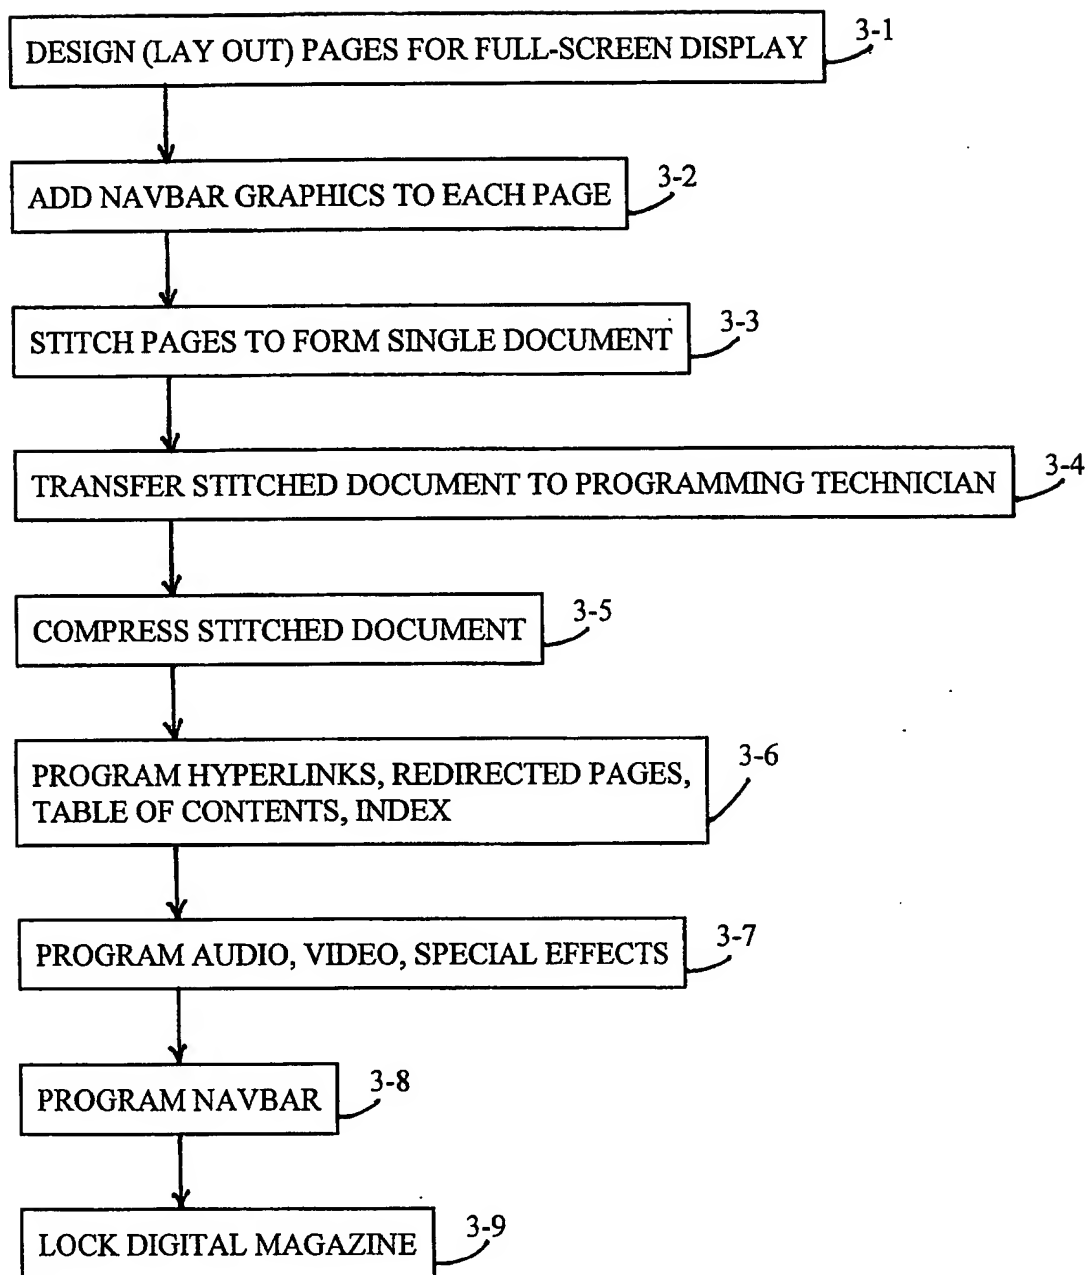 DESIGN (LAY OUT) PAGES FOR FULL-SCREEN DISPLAY
3-1
ADD NAVBAR GRAPHICS TO EACH PAGE
3-2
STITCH PAGES TO FORM SINGLE DOCUMENT
3-3
TRANSFER STITCHED DOCUMENT TO PROGRAMMING TECHNICIAN
3-4
COMPRESS STITCHED DOCUMENT
3-5
PROGRAM HYPERLINKS, REDIRECTED PAGES,
TABLE OF CONTENTS, INDEX
3-6
PROGRAM AUDIO, VIDEO, SPECIAL EFFECTS
3-7
PROGRAM NAVBAR
3-8
LOCK DIGITAL MAGAZINE
3-9